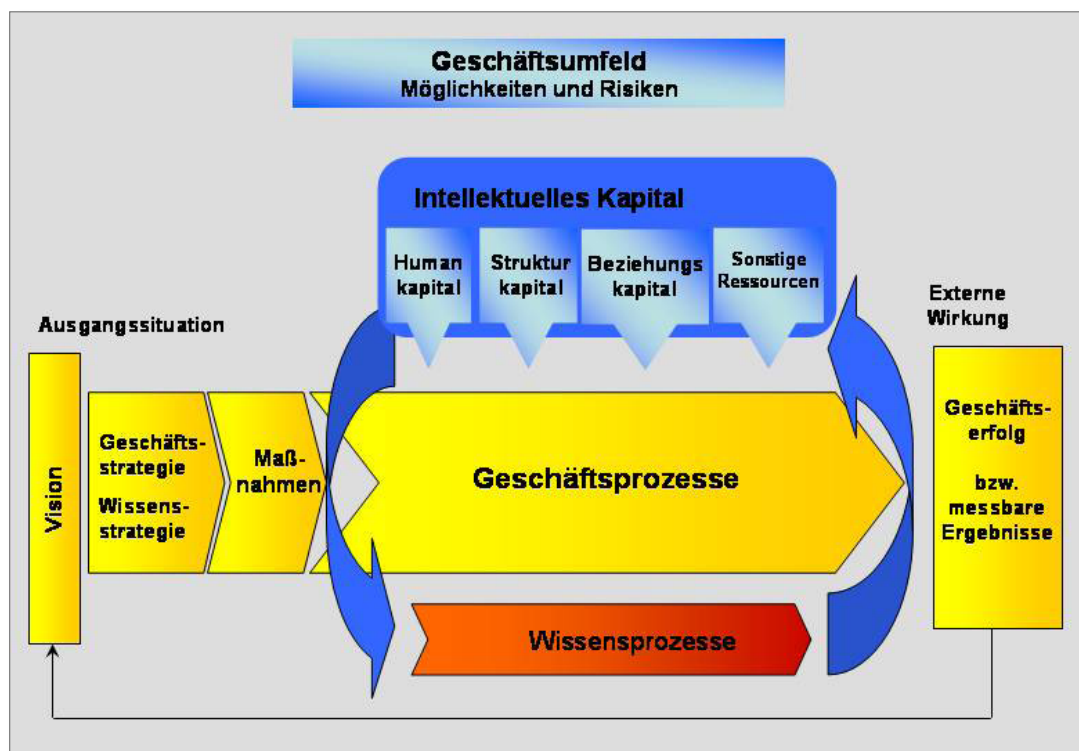 Geschäftsumfeld
Möglichkeiten und Risiken
Intellektuelles Kapital
Human
kapital
Struktur
kapital
Beziehungs
kapital
Sonstige
Ressourcen
Ausgangssituation
Externe
Wirkung
Vision
Geschäfts-
strategie
Wissens-
strategie
Maß-
nahmen
Geschäftsprozesse
Geschäfts-
erfolg
bzw.
messbare
Ergebnisse
Wissensprozesse